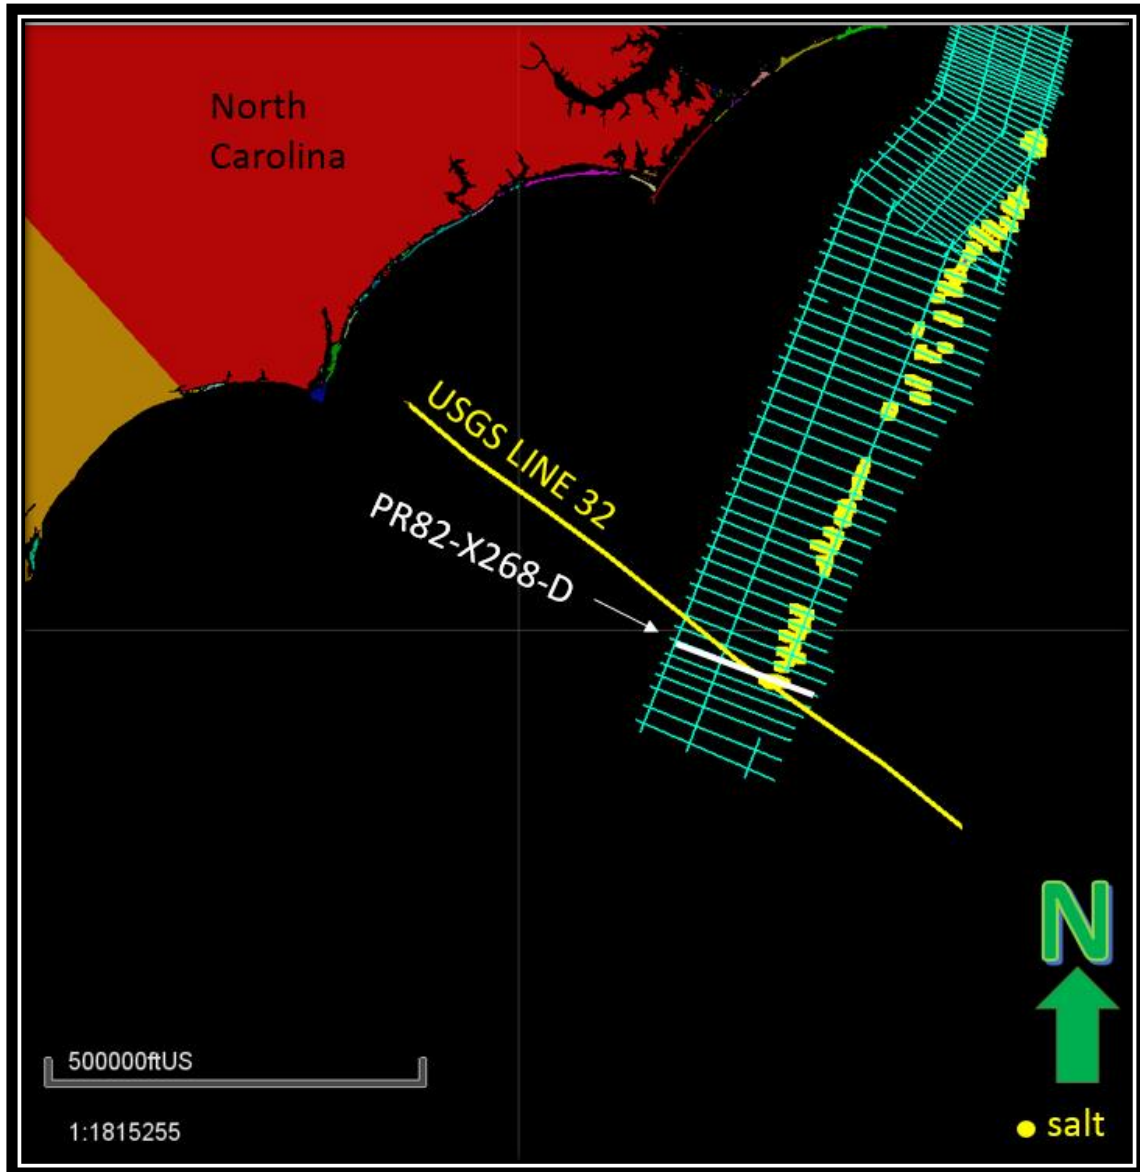 North
Carolina
USGS LINE 32
PR82-X268-D
N
500000ftUS
1:1815255
salt